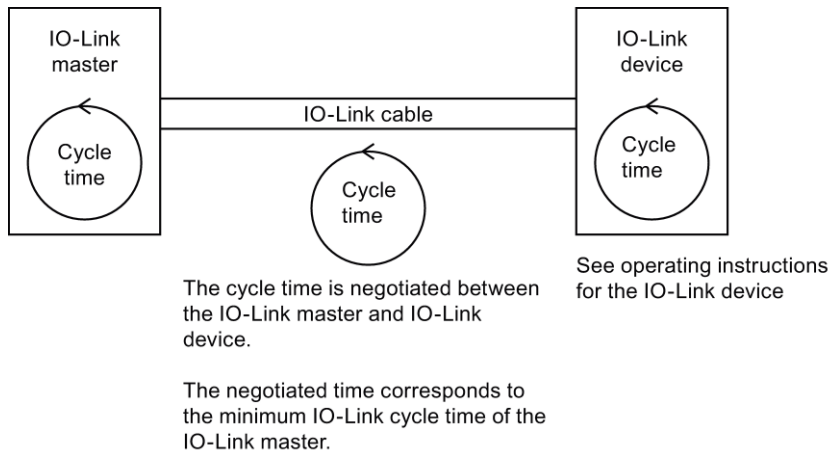 IO-Link
master
Cycle
time
IO-Link cable
Cycle
time
IO-Link
device
Cycle
time
The cycle time is negotiated between
the IO-Link master and IO-Link
device.
The negotiated time corresponds to
the minimum IO-Link cycle time of the
IO-Link master.
See operating instructions
for the IO-Link device